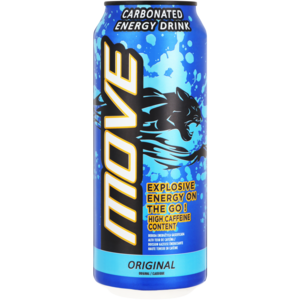 CARBONATED
ENERGY DRINK
MOVE
EXPLOSIVE
ENERGY ON
THE GO!
HIGH CAFFEINE
CONTENT
ORIGINAL